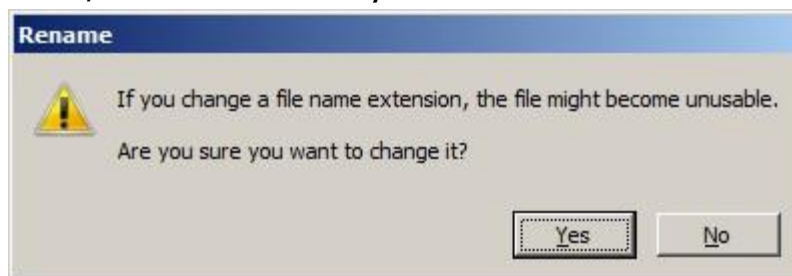 Rename
If you change a file name extension, the file might become unusable.
Are you sure you want to change it?
Yes No